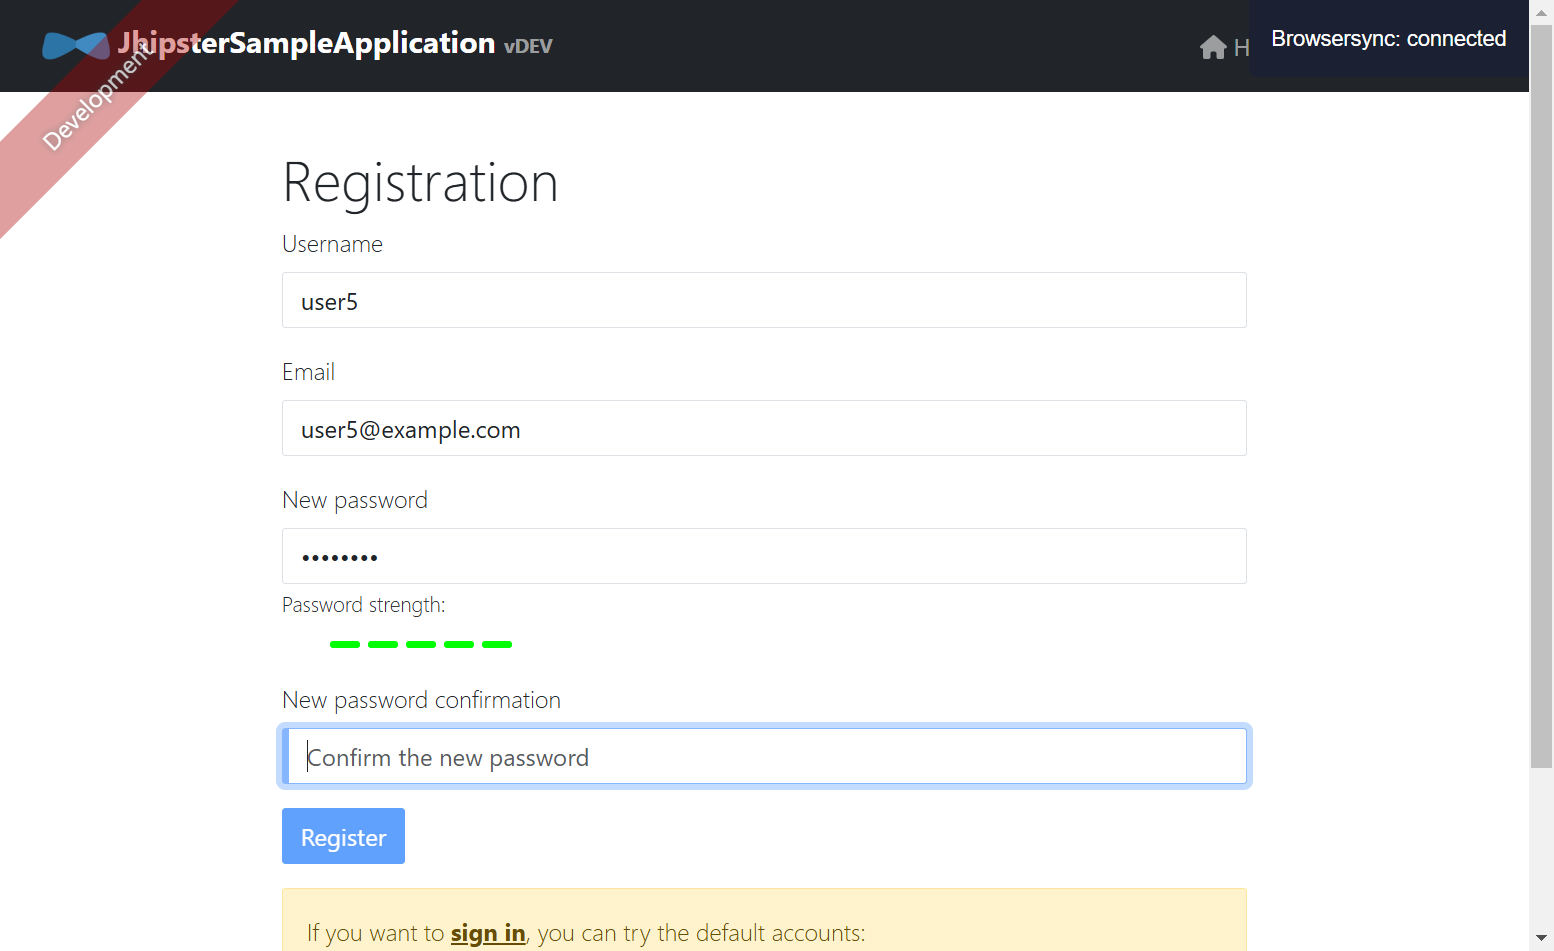 JhipsterSampleApplication vDEV
H
Browsersync: connected
Development
Registration
Username
user5
Email
user5@example.com
New password
••••••••
Password strength:
New password confirmation
Confirm the new password
Register
If you want to sign in, you can try the default accounts: